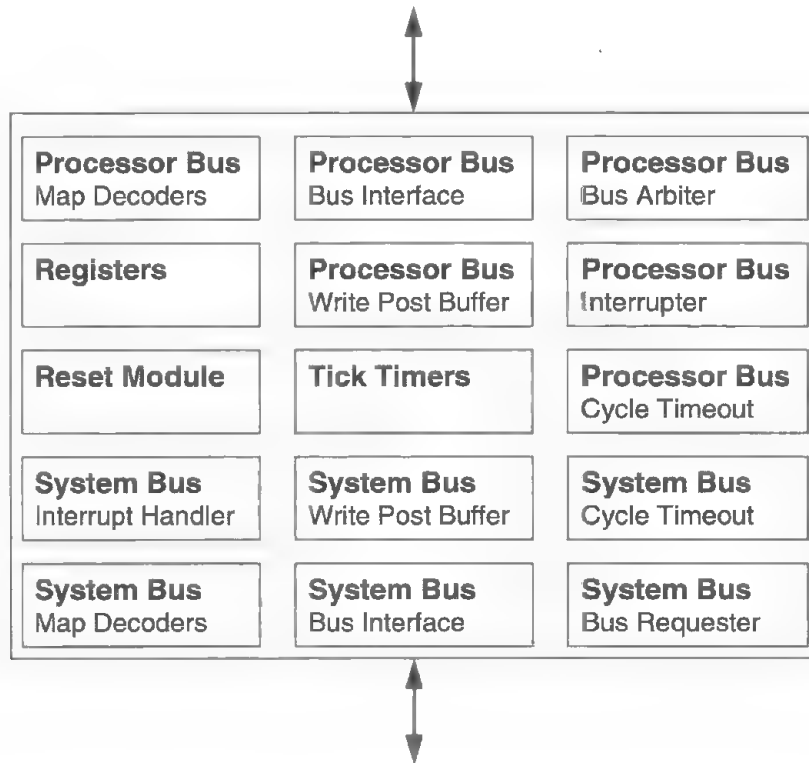 Processor Bus
Map Decoders
Processor Bus
Bus Interface
Processor Bus
Bus Arbiter
Registers
Processor Bus
Write Post Buffer
Processor Bus
Interrupter
Reset Module
Tick Timers
Processor Bus
Cycle Timeout
System Bus
Interrupt Handler
System Bus
Write Post Buffer
System Bus
Cycle Timeout
System Bus
Map Decoders
System Bus
Bus Interface
System Bus
Bus Requester